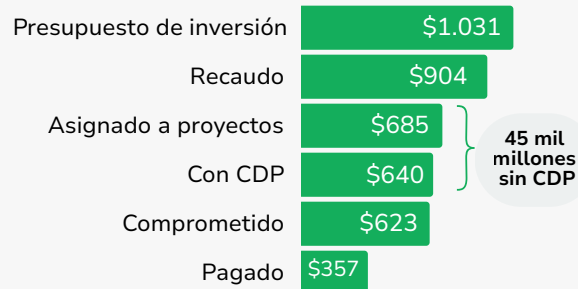 Presupuesto de inversión $1.031
Recaudo $904
Asignado a proyectos $685
Con CDP $640
45 mil
millones
sin CDP
Comprometido $623
Pagado $357